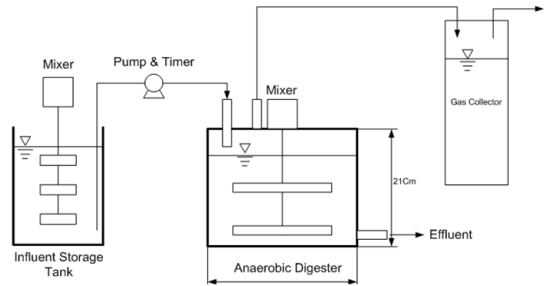 Pump & Timer
Mixer
Mixer
Gas Collector
21Cm
Effluent
Influent Storage
Tank
Anaerobic Digester